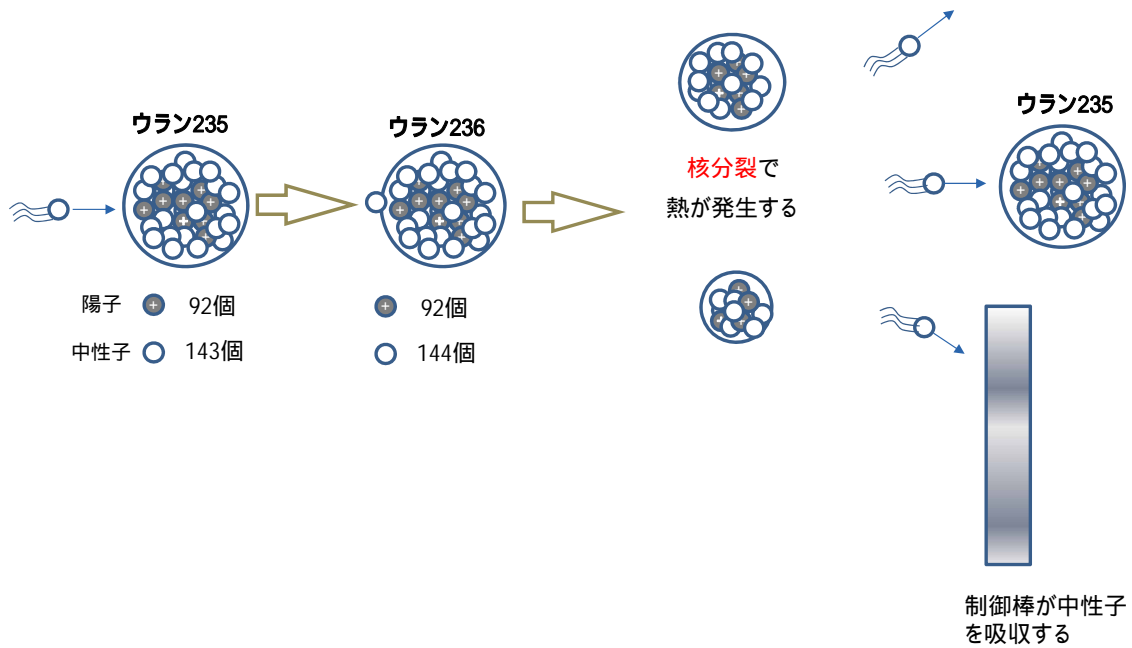 ウラン235
ウラン236
ウラン235
核分裂で
熱が発生する
陽子 + 92個
+ 92個
中性子 143個
144個
制御棒が中性子
を吸収する